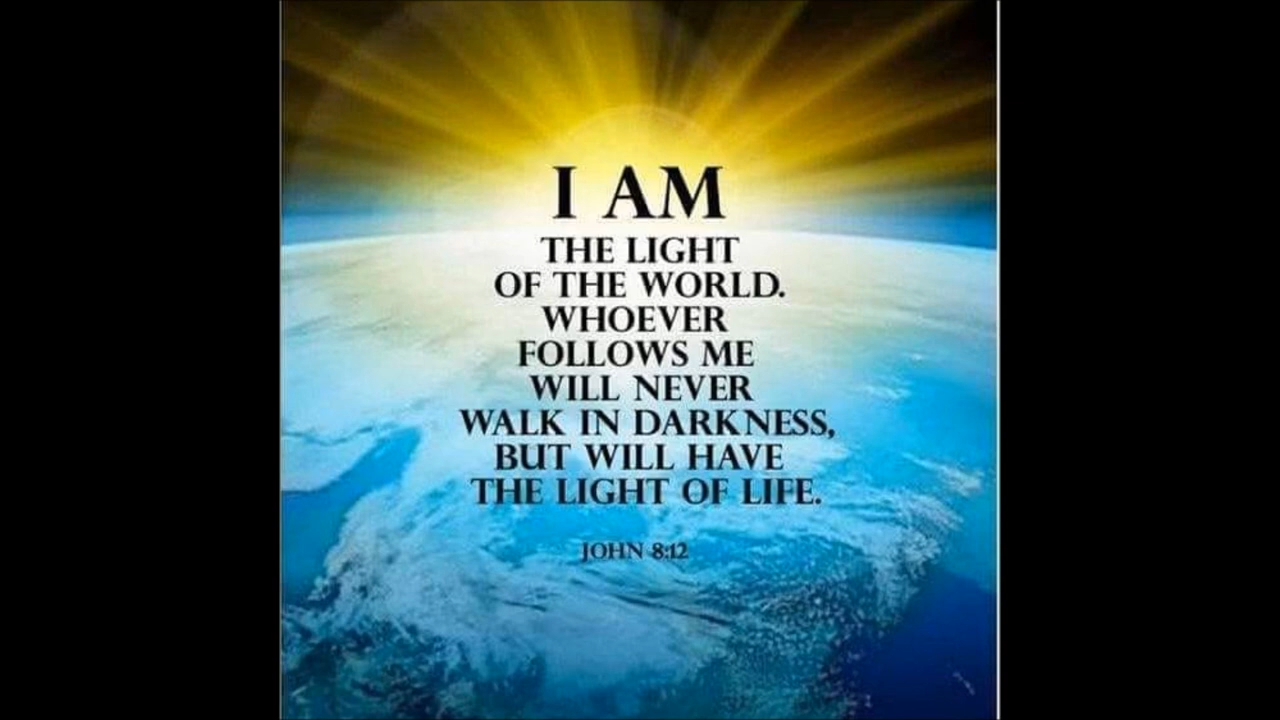 I AM
THE LIGHT
OF THE WORLD.
WHOEVER
FOLLOWS ME
WILL NEVER
WALK IN DARKNESS,
BUT WILL HAVE
THE LIGHT OF LIFE.
JOHN 8:12